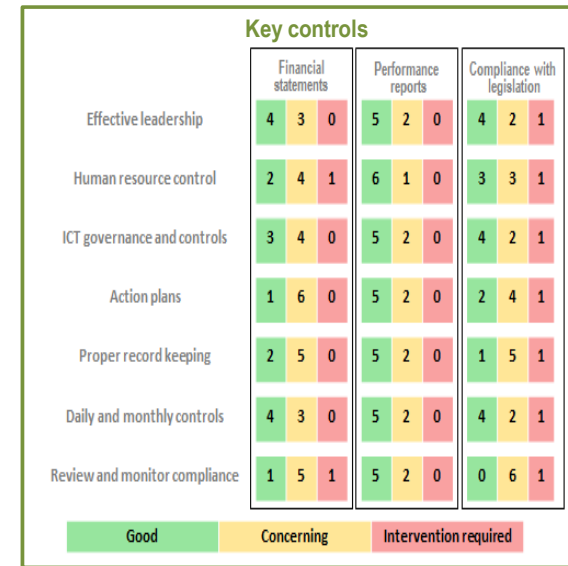 Key controls
Financial
statements
Performance
reports
Compliance with
legislation
Effective leadership 4 3 0 5 2 0 4 2 1
Human resource control 2 4 1 6 1 0 3 3 1
ICT governance and controls 3 4 0 5 2 0 4 2 1
Action plans 1 6 0 5 2 0 2 4 1
Proper record keeping 2 5 0 5 2 0 1 5 1
Daily and monthly controls 4 3 0 5 2 0 4 2 1
Review and monitor compliance 1 5 1 5 2 0 0 6 1
Good Concerning Intervention required